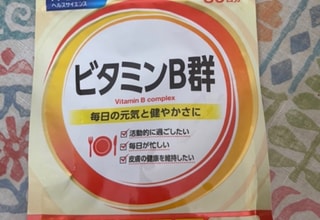 ヘルスサイエンス
日分
ビタミンB群
Vitamin B complex
毎日の元気と健やかさに
活動的に過ごしたい
毎日が忙しい
皮膚の健康を維持したい